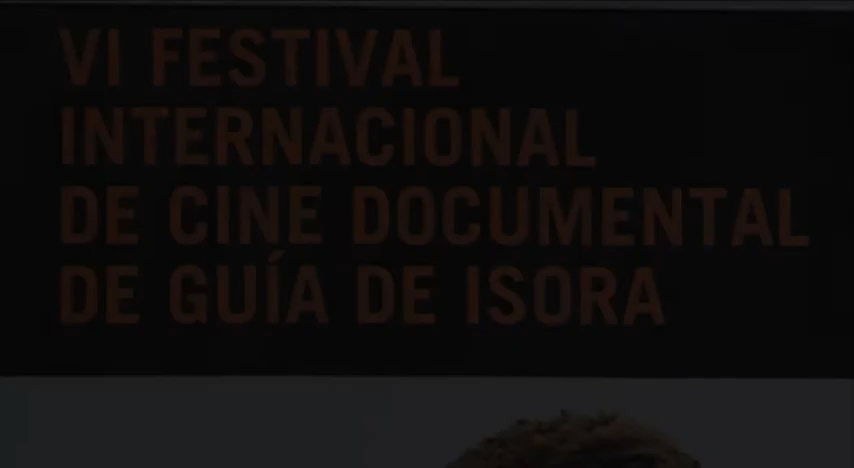 VI FESTIVAL
INTERNACIONAL
DE CINE DOCUMENTAL
DE GUÍA DE ISORA